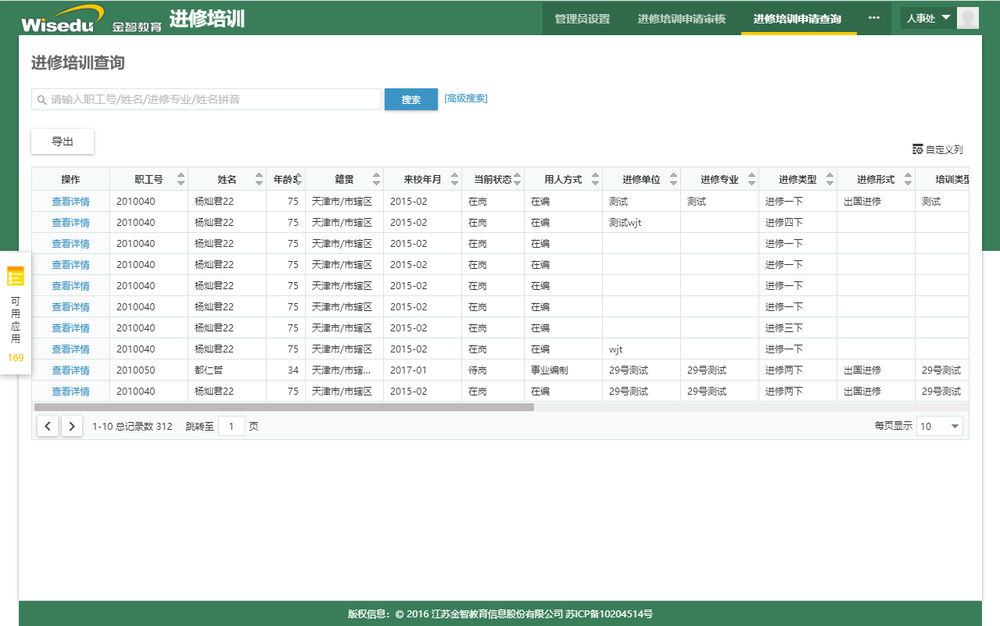 Wisedu 金智教育 进修培训 管理员设置 进修培训申请审核 进修培训申请查询 ••• 人事处
进修培训查询
请输入职工号/姓名/进修专业/姓名拼音 搜索 [高级搜索]
导出
自定义列
操作 职工号 姓名 年龄 籍贯 来校年月 当前状态 用人方式 进修单位 进修专业 进修类型 进修形式 培训类型
查看详情 2010040 杨灿君22 75 天津市/市辖区 2015-02 在岗 在编 测试 测试 进修一下 出国进修 测试
查看详情 2010040 杨灿君22 75 天津市/市辖区 2015-02 在岗 在编 测试wjt 进修四下
查看详情 2010040 杨灿君22 75 天津市/市辖区 2015-02 在岗 在编 进修一下
查看详情 2010040 杨灿君22 75 天津市/市辖区 2015-02 在岗 在编 进修一下
查看详情 2010040 杨灿君22 75 天津市/市辖区 2015-02 在岗 在编 进修一下
查看详情 2010040 杨灿君22 75 天津市/市辖区 2015-02 在岗 在编 进修一下
查看详情 2010040 杨灿君22 75 天津市/市辖区 2015-02 在岗 在编 进修三下
查看详情 2010040 杨灿君22 75 天津市/市辖区 2015-02 在岗 在编 wjt 进修一下
查看详情 2010050 都仁哲 34 天津市/市辖... 2017-01 待岗 事业编制 29号测试 29号测试 进修两下 出国进修 29号测试
查看详情 2010040 杨灿君22 75 天津市/市辖区 2015-02 在岗 在编 29号测试 29号测试 进修两下 出国进修 29号测试
可
用
应
用
169
1-10 总记录数 312 跳转至 1 页 每页显示 10
版权信息：© 2016 江苏金智教育信息股份有限公司 苏ICP备10204514号